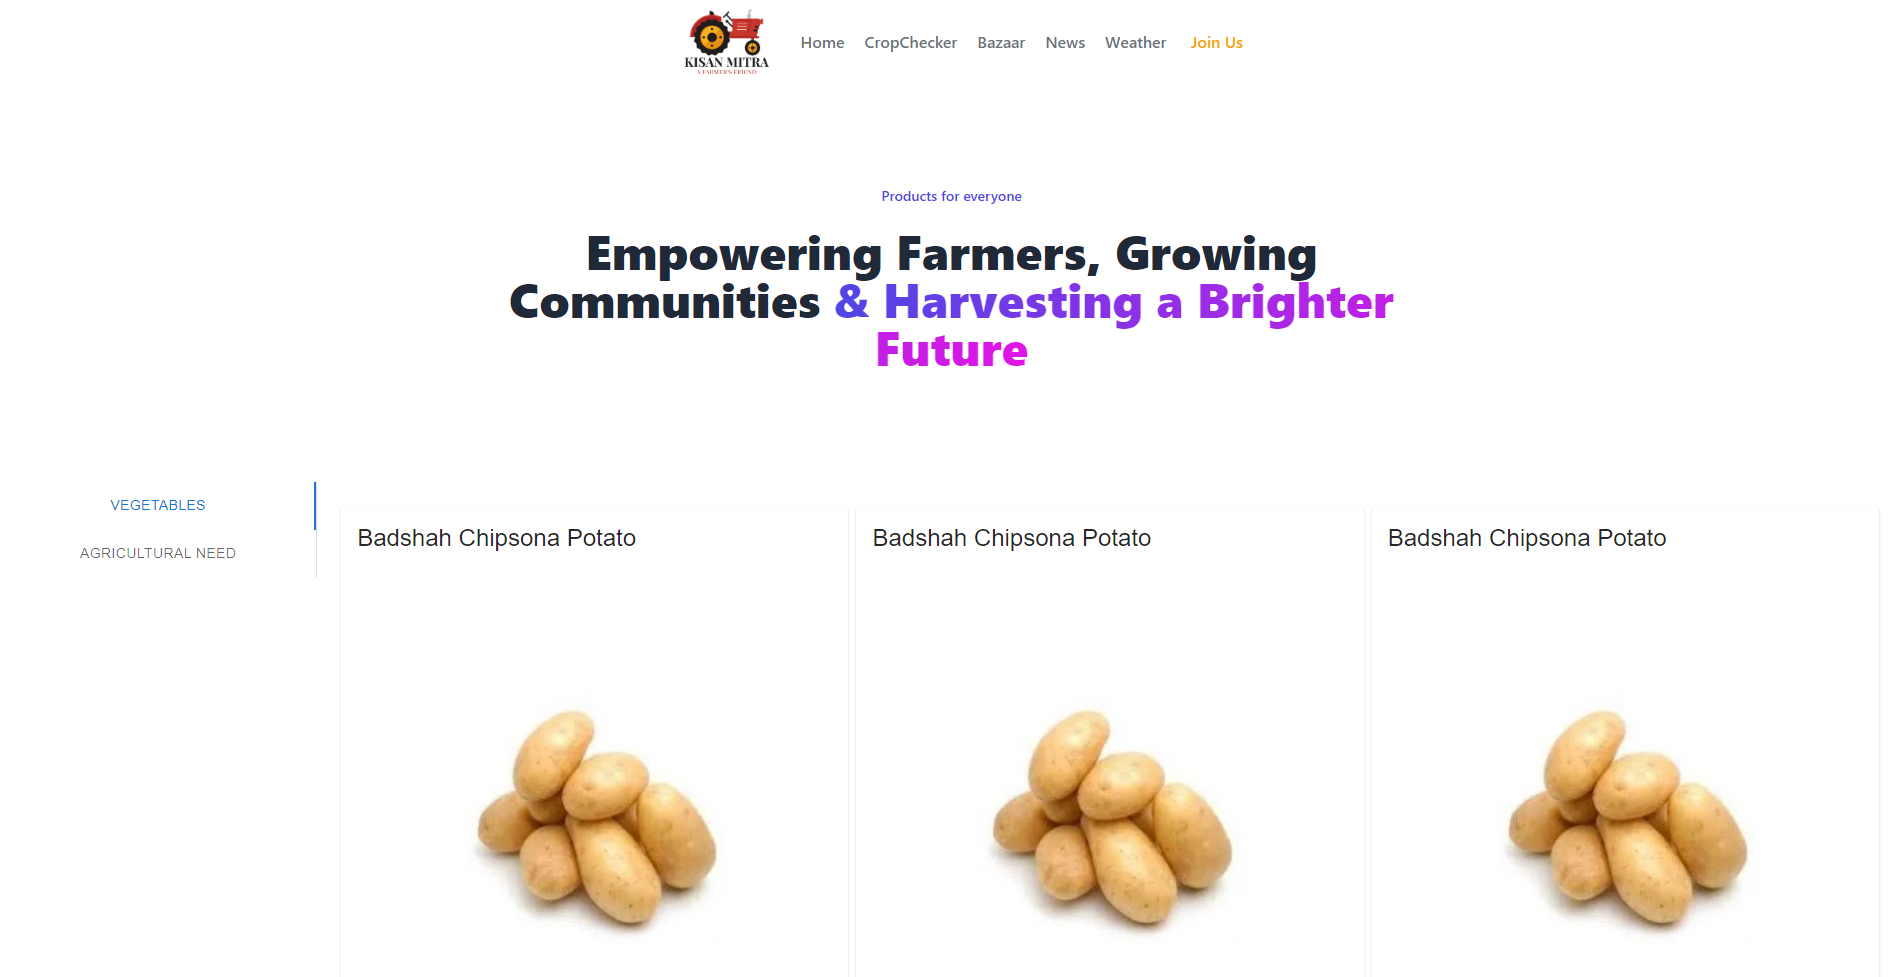 KISAN MITRA
A FARMER'S FRIEND
Home CropChecker Bazaar News Weather Join Us
Products for everyone
Empowering Farmers, Growing
Communities & Harvesting a Brighter
Future
VEGETABLES
AGRICULTURAL NEED
Badshah Chipsona Potato Badshah Chipsona Potato Badshah Chipsona Potato